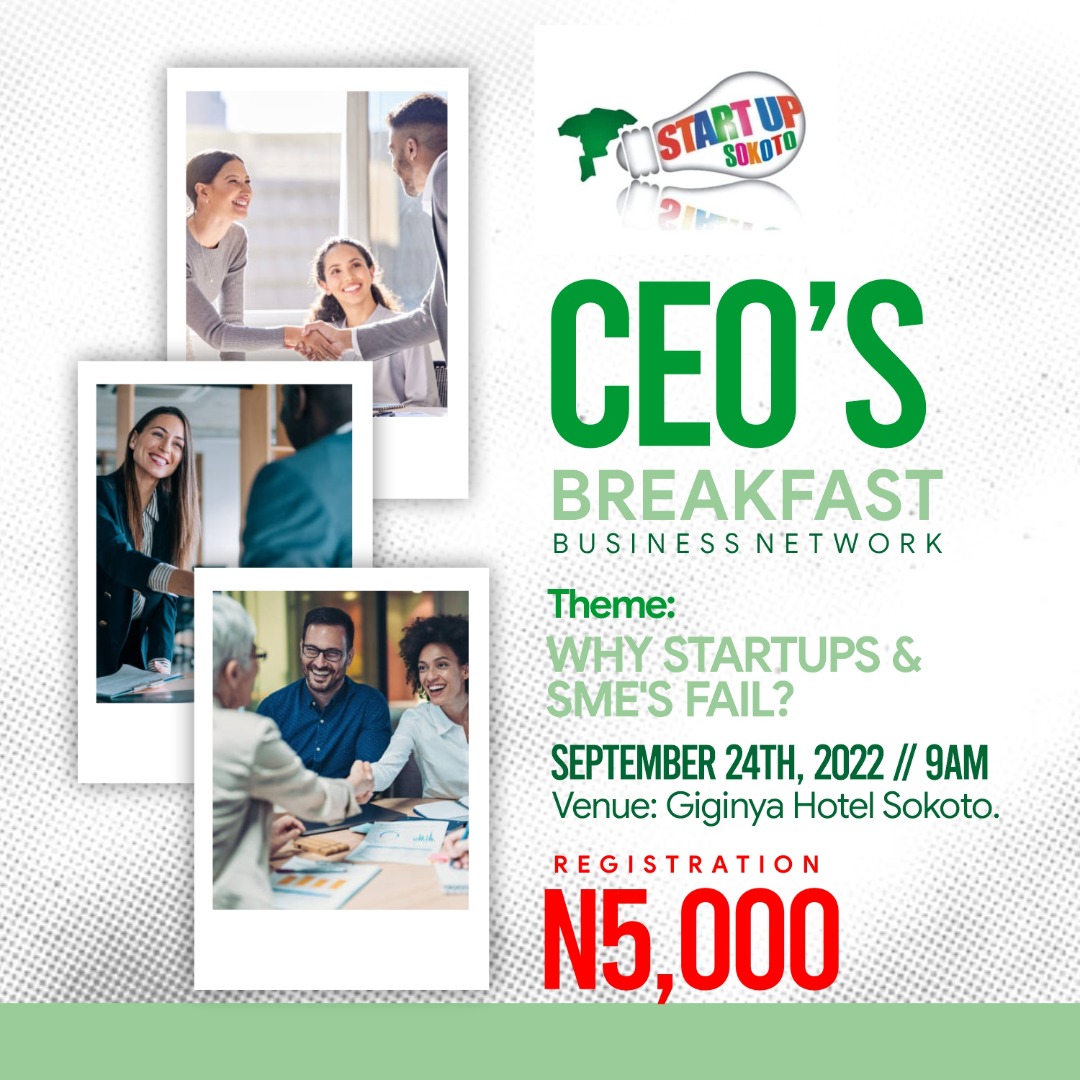 START UP
SOKOTO
CEO'S
BREAKFAST
BUSINESS NETWORK
Theme:
WHY STARTUPS &
SME'S FAIL?
SEPTEMBER 24TH, 2022 // 9AM
Venue: Giginya Hotel Sokoto.
REGISTRATION
N5,000